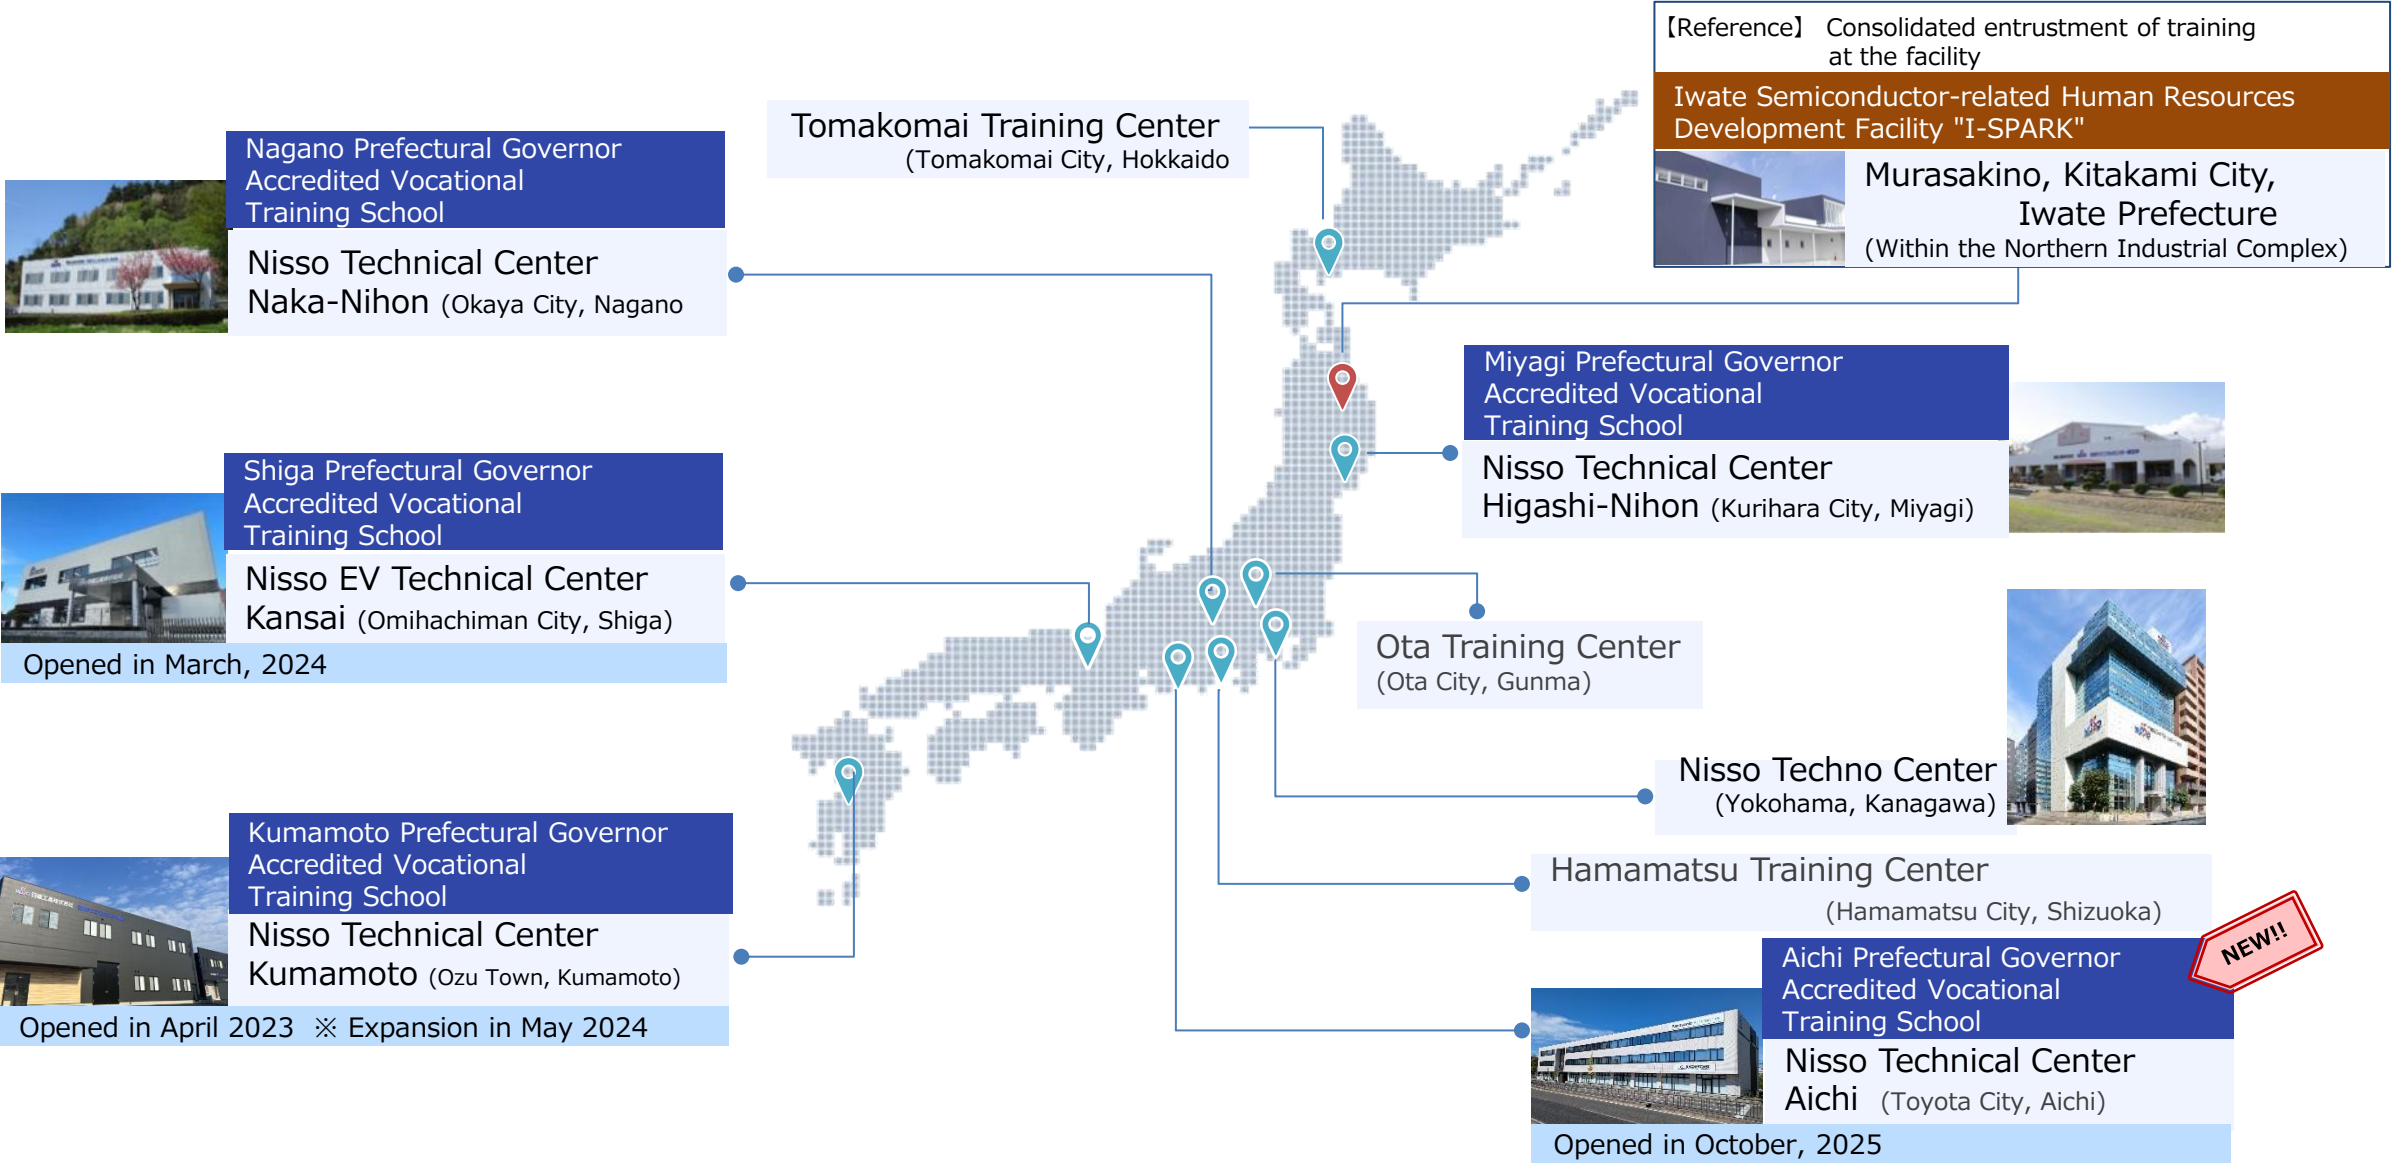 【Reference】 Consolidated entrustment of training
at the facility
Iwate Semiconductor-related Human Resources
Development Facility "I-SPARK"
Murasakino, Kitakami City,
Iwate Prefecture
(Within the Northern Industrial Complex)
Tomakomai Training Center
(Tomakomai City, Hokkaido
Nagano Prefectural Governor
Accredited Vocational
Training School
Nisso Technical Center
Naka-Nihon (Okaya City, Nagano
Miyagi Prefectural Governor
Accredited Vocational
Training School
Nisso Technical Center
Higashi-Nihon (Kurihara City, Miyagi)
Shiga Prefectural Governor
Accredited Vocational
Training School
Nisso EV Technical Center
Kansai (Omihachiman City, Shiga)
Opened in March, 2024
Ota Training Center
(Ota City, Gunma)
Nisso Techno Center
(Yokohama, Kanagawa)
Kumamoto Prefectural Governor
Accredited Vocational
Training School
Nisso Technical Center
Kumamoto (Ozu Town, Kumamoto)
Opened in April 2023 ※ Expansion in May 2024
Hamamatsu Training Center
(Hamamatsu City, Shizuoka)
NEW!!
Aichi Prefectural Governor
Accredited Vocational
Training School
Nisso Technical Center
Aichi (Toyota City, Aichi)
Opened in October, 2025